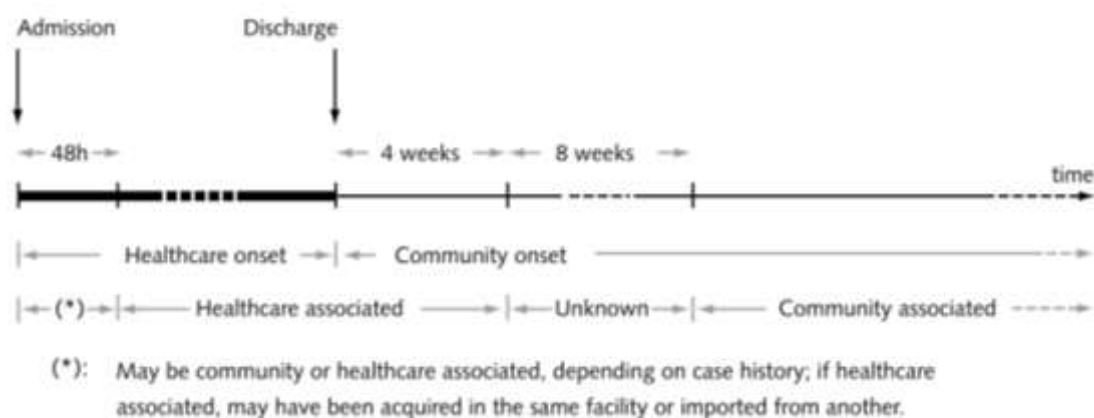 Admission Discharge
48h 4 weeks 8 weeks
time
Healthcare onset Community onset
(*) Healthcare associated Unknown Community associated
(*): May be community or healthcare associated, depending on case history; if healthcare
associated, may have been acquired in the same facility or imported from another.